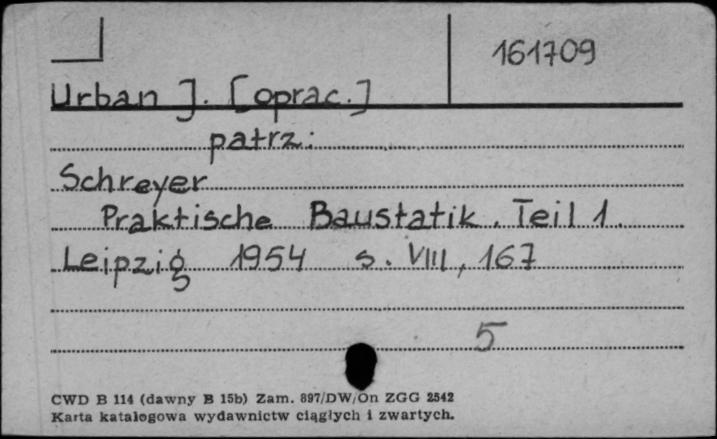 161709
Urban J. [oprac.]
patrz:
Schreyer
Praktische Baustatik. Teil 1.
Leipzig 1954 s. VIII, 167
5
CWD B 114 (dawny B 15b) Zam. 897/DW/On ZGG 2542
Karta katalogowa wydawnictw ciągłych i zwartych.